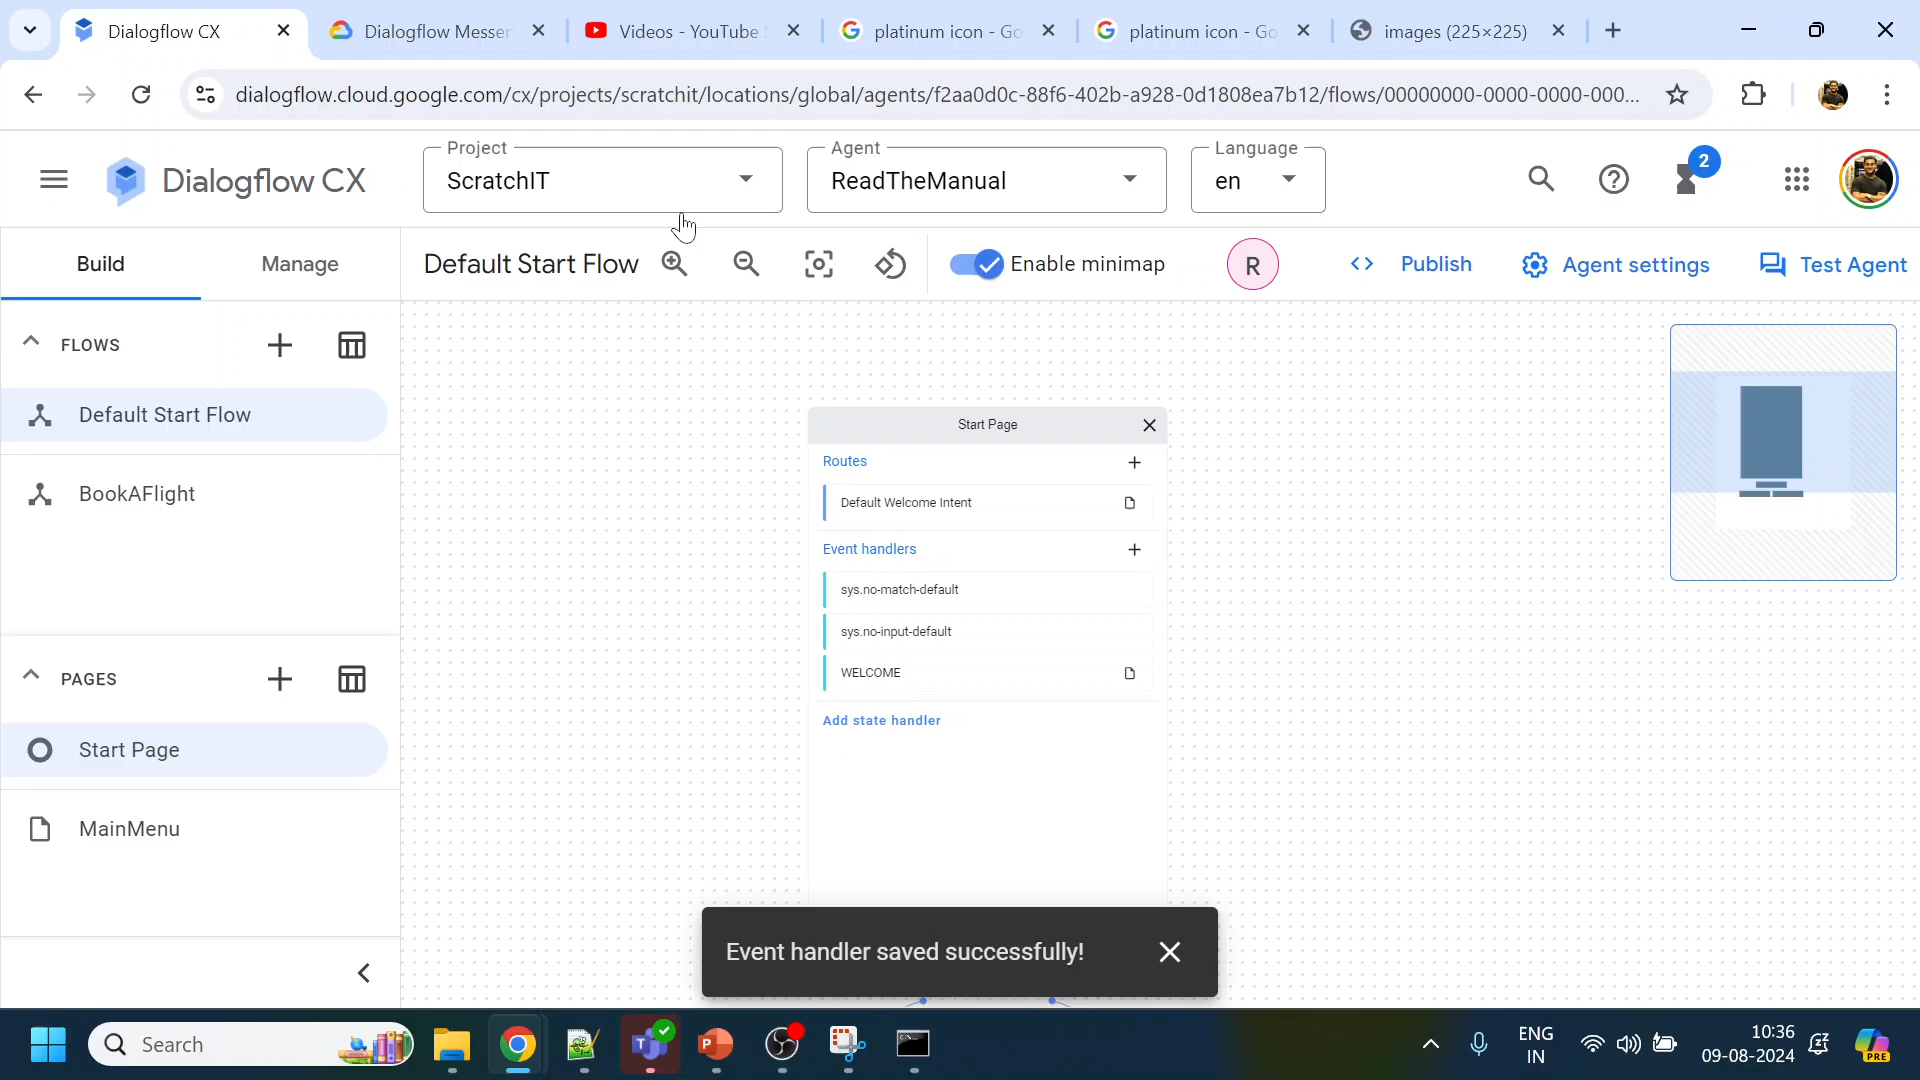 Dialogflow CX
Dialogflow Messen
Videos - YouTube S
platinum icon - Go
platinum icon - Go
images (225×225)
dialogflow.cloud.google.com/cx/projects/scratchit/locations/global/agents/f2aa0d0c-88f6-402b-a928-0d1808ea7b12/flows/00000000-0000-0000-000...
Dialogflow CX
Project
ScratchIT
Agent
ReadTheManual
Language
en
2
Build
Manage
Default Start Flow
Enable minimap
R
Publish
Agent settings
Test Agent
FLOWS
Default Start Flow
BookAFlight
PAGES
Start Page
MainMenu
Start Page
Routes
Default Welcome Intent
Event handlers
sys.no-match-default
sys.no-input-default
WELCOME
Add state handler
Event handler saved successfully!
Search
ENG
IN
10:36
09-08-2024
PRE